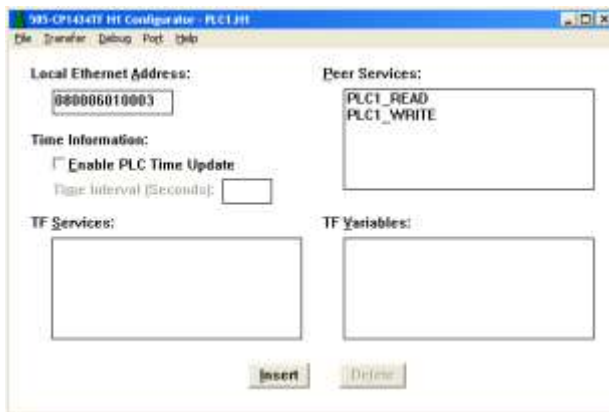 505-CP1434TF H1 Configurator - PLC1.H1
File Transfer Debug Port Help
Local Ethernet Address:
080006010003
Peer Services:
PLC1_READ
PLC1_WRITE
Time Information:
Enable PLC Time Update
Time Interval (Seconds):
TF Services:
TF Variables:
Insert
Delete